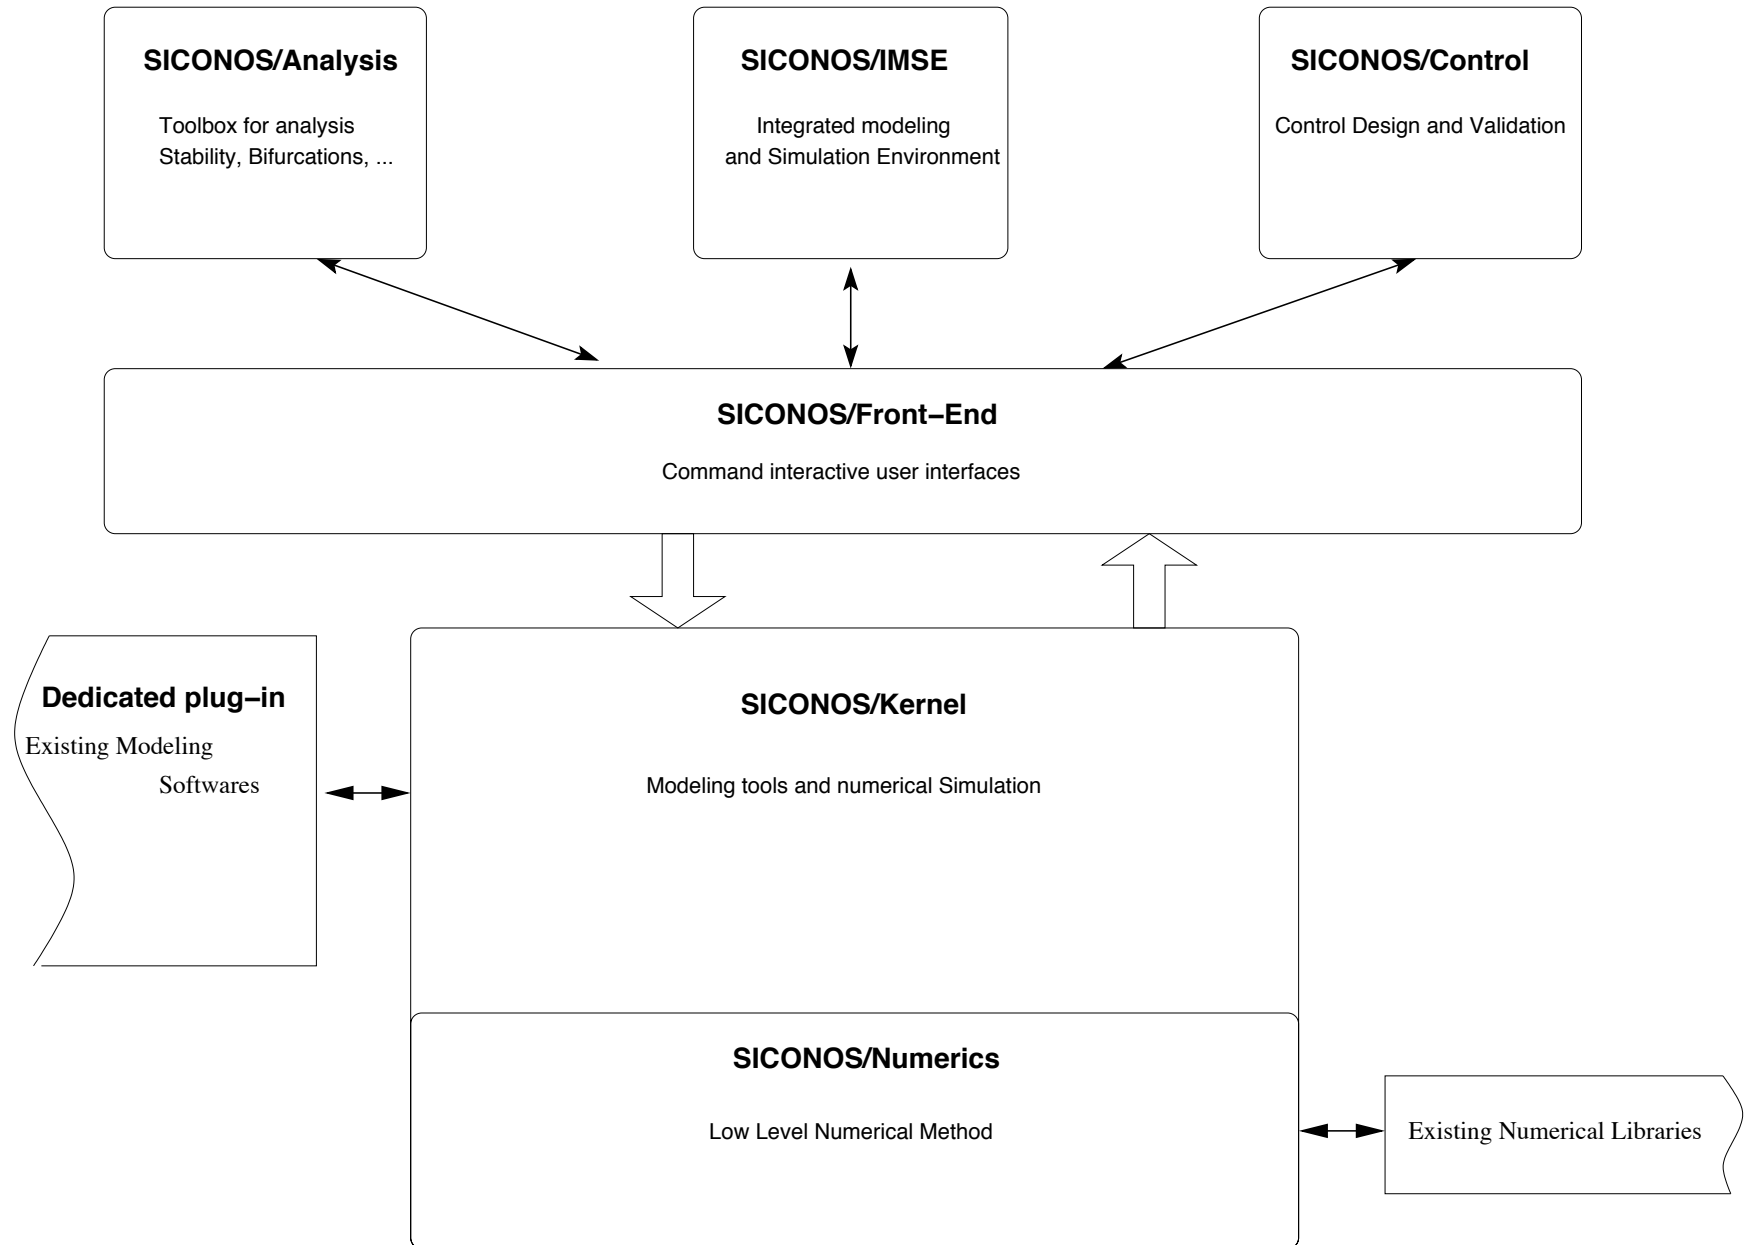 SICONOS/Analysis
Toolbox for analysis
Stability, Bifurcations, ...
SICONOS/IMSE
Integrated modeling
and Simulation Environment
SICONOS/Control
Control Design and Validation
SICONOS/Front−End
Command interactive user interfaces
Dedicated plug−in
Existing Modeling
Softwares
SICONOS/Kernel
Modeling tools and numerical Simulation
SICONOS/Numerics
Low Level Numerical Method
Existing Numerical Libraries